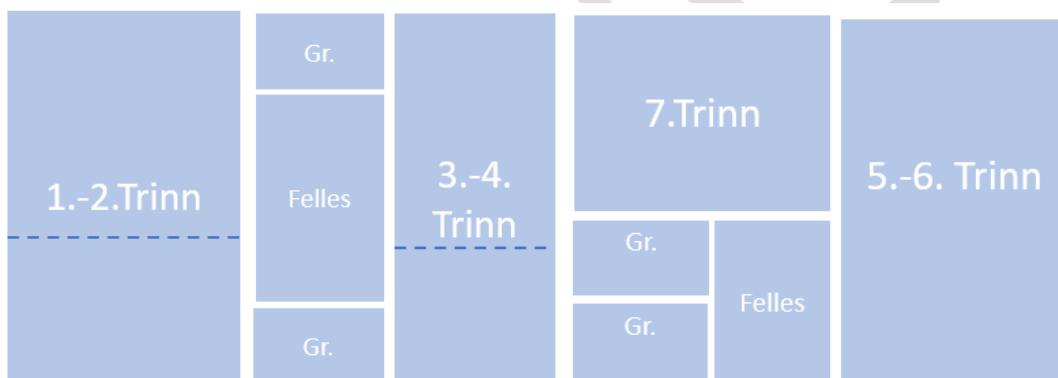 1.-2.Trinn
Gr.
Felles
Gr.
3.-4.
Trinn
7.Trinn
Gr.
Gr.
Felles
5.-6. Trinn